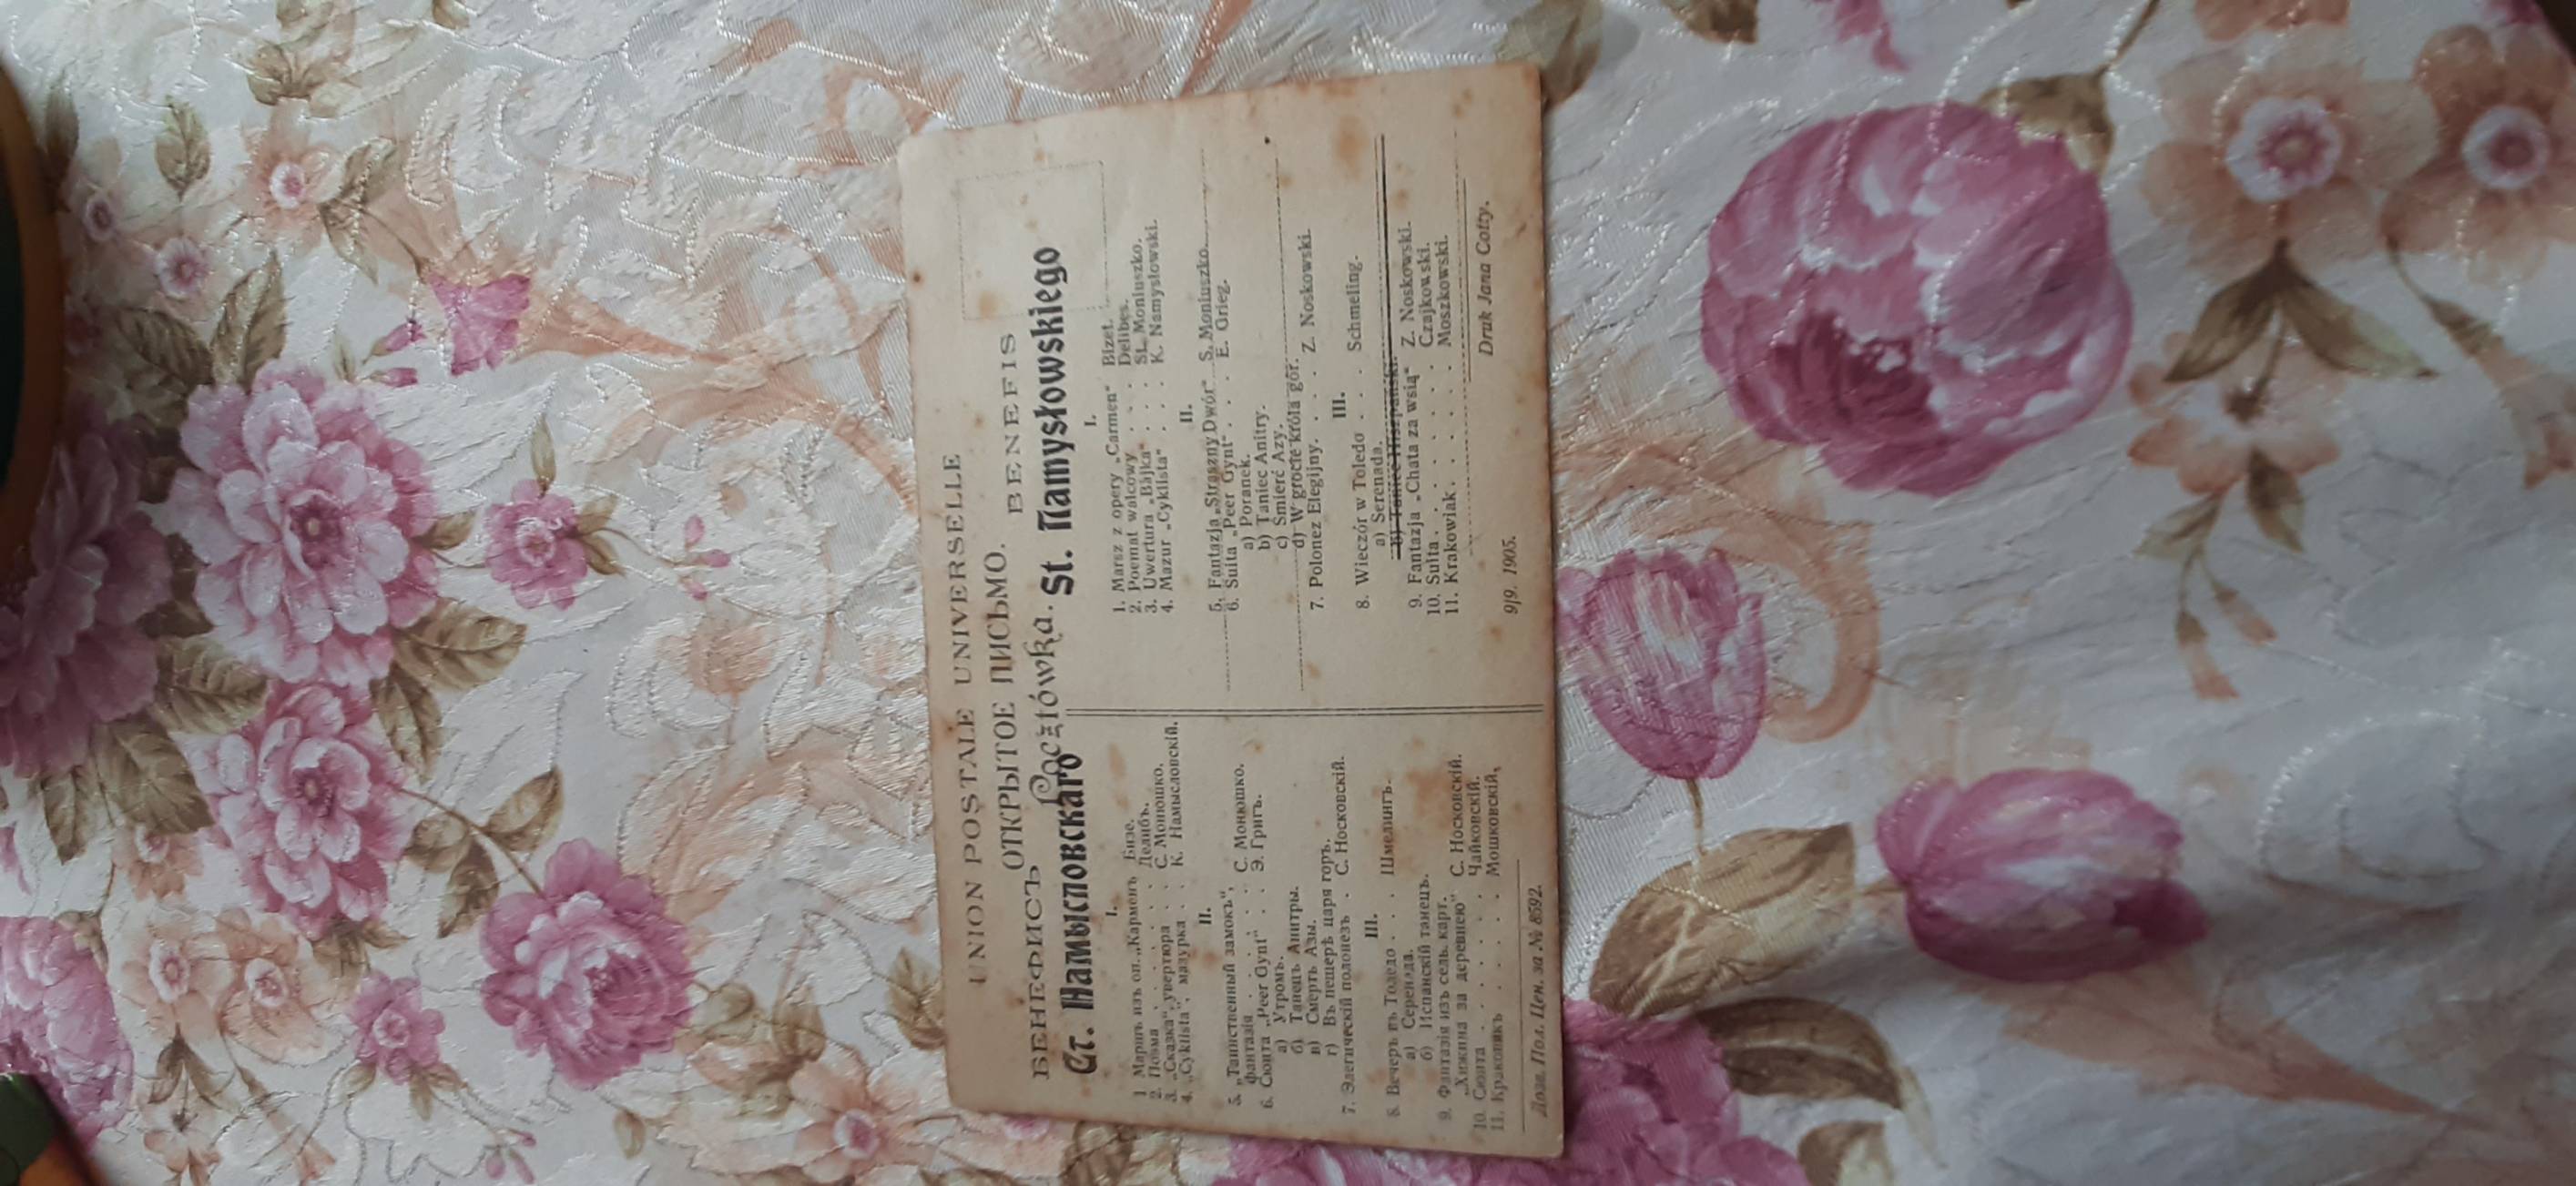 UNION POSTALE UNIVERSELLE
ОТКРЫТОЕ ПИСЬМО.
Pocztówka.
БЕНЕФИСЪ
Ст. Намысловскаго
I.
1 Маршъ изъ оп. „Карменъ Бизе.
2. Поэма . . . . . Делибъ.
3. „Сказка“ увертюра . . С. Монюшко.
4. „Cyklista“. мазурка . . К. Намысловскій.
II.
5. „Таинственный замокъ“,
фантазія . . . . . С. Монюшко.
6. Сюита „Peer Gynt“ . . Э. Григъ.
а) Утромъ.
б) Танецъ Анитры.
в) Смерть Азы.
г) Въ пещерѣ царя горъ.
7. Элегическій полонезъ . С. Носковскій.
III.
8. Вечеръ въ Толедо . . . Шмелингъ.
а) Серенада.
б) Испанскій танецъ.
9. Фантазія изъ сельк. карт.
„Хижина за деревнею“ С. Носковскій.
10. Сюита . . . . . . Чайковскій.
11. Краковякъ . . . . . Мошковскій,
Дозв. Пол. Цен. за № 8592.
BENEFIS
St. Namysłowskiego
I.
1. Marsz z opery „Carmen“ Bizet.
2. Poemat walcowy . . . Delibes.
3. Uwertura „Bajka“ . . . St. Moniuszko.
4. Mazur „Cyklista“ . . . K. Namysłowski.
II.
5. Fantazja „Straszny Dwór“ S. Moniuszko.
6. Suita „Peer Gynt“ . . . E. Grieg.
a) Poranek.
b) Taniec Anitry.
c) Śmierć Azy.
d) W grocie króla gór.
7. Polonez Elegijny. . . . Z. Noskowski.
III.
8. Wieczór w Toledo . . . Schmeling.
a) Serenada.
b) Taniec Hiszpański.
9. Fantazja „Chata za wsią“ Z. Noskowski.
10. Suita . . . . . . . Czajkowski.
11. Krakowiak . . . . . . Moszkowski.
9|9. 1905.
Druk Jana Cotty.